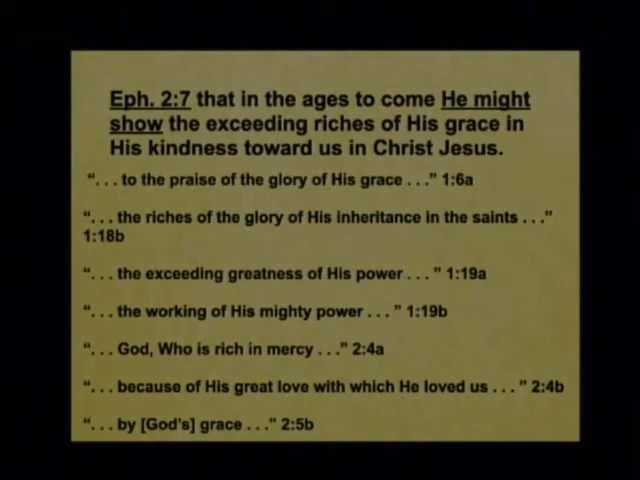 Eph. 2:7 that in the ages to come He might
show the exceeding riches of His grace in
His kindness toward us in Christ Jesus.
“. . . to the praise of the glory of His grace . . .” 1:6a
“. . . the riches of the glory of His inheritance in the saints . . .”
1:18b
“. . . the exceeding greatness of His power . . . ” 1:19a
“. . . the working of His mighty power . . . ” 1:19b
“. . . God, Who is rich in mercy . . .” 2:4a
“. . . because of His great love with which He loved us . . . ” 2:4b
“. . . by [God’s] grace . . .” 2:5b